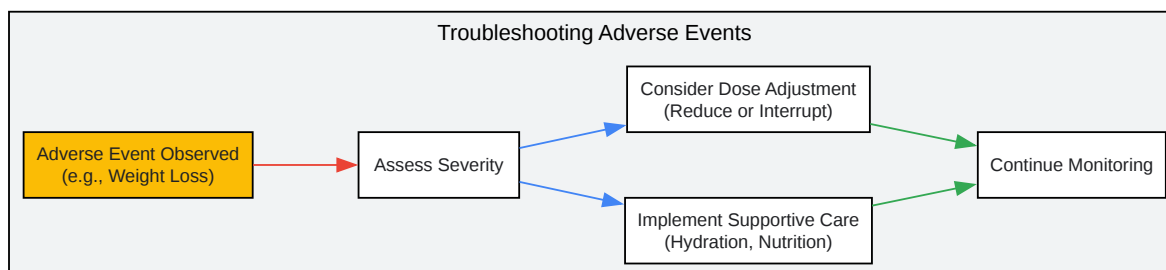 Troubleshooting Adverse Events
Adverse Event Observed
(e.g., Weight Loss)
Assess Severity
Consider Dose Adjustment
(Reduce or Interrupt)
Implement Supportive Care
(Hydration, Nutrition)
Continue Monitoring